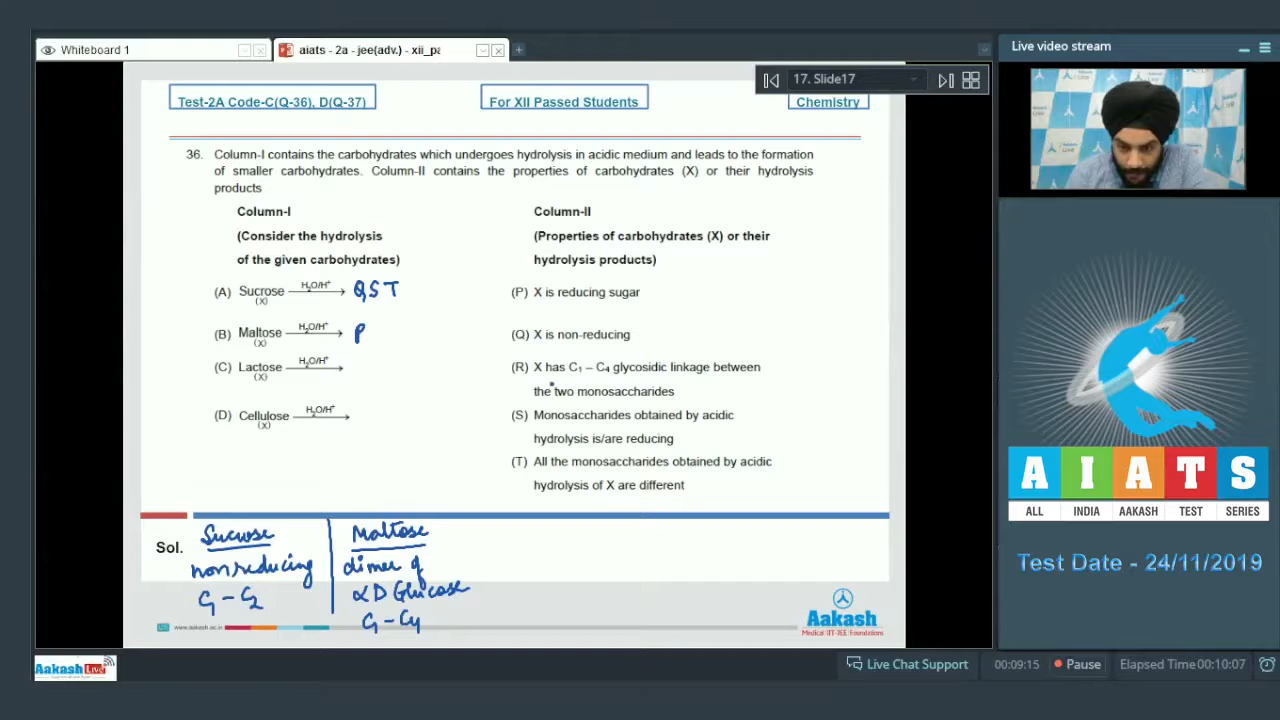 Whiteboard 1
aiats - 2a - jee(adv.) - xii_pa
Live video stream
17. Slide17
Test-2A Code-C(Q-36), D(Q-37)
For XII Passed Students
Chemistry
36. Column-I contains the carbohydrates which undergoes hydrolysis in acidic medium and leads to the formation
of smaller carbohydrates. Column-II contains the properties of carbohydrates (X) or their hydrolysis
products
Column-I
Column-II
(Consider the hydrolysis
(Properties of carbohydrates (X) or their
of the given carbohydrates)
hydrolysis products)
(A) Sucrose (X) H₂O/H⁺ → Q S T
(P) X is reducing sugar
(B) Maltose (X) H₂O/H⁺ → P
(Q) X is non-reducing
(C) Lactose (X) H₂O/H⁺ →
(R) X has C₁ – C₄ glycosidic linkage between
the two monosaccharides
(D) Cellulose (X) H₂O/H⁺ →
(S) Monosaccharides obtained by acidic
hydrolysis is/are reducing
(T) All the monosaccharides obtained by acidic
hydrolysis of X are different
Sol.
Sucrose
nonreducing
C₁ – C₂
Maltose
dimer of
α D Glucose
C₁ – C₄
www.aakash.ac.in
Aakash
Medical IIT-JEE Foundations
A I A T S
ALL INDIA AAKASH TEST SERIES
Test Date - 24/11/2019
Aakash Live
Live Chat Support
00:09:15
Pause
Elapsed Time 00:10:07